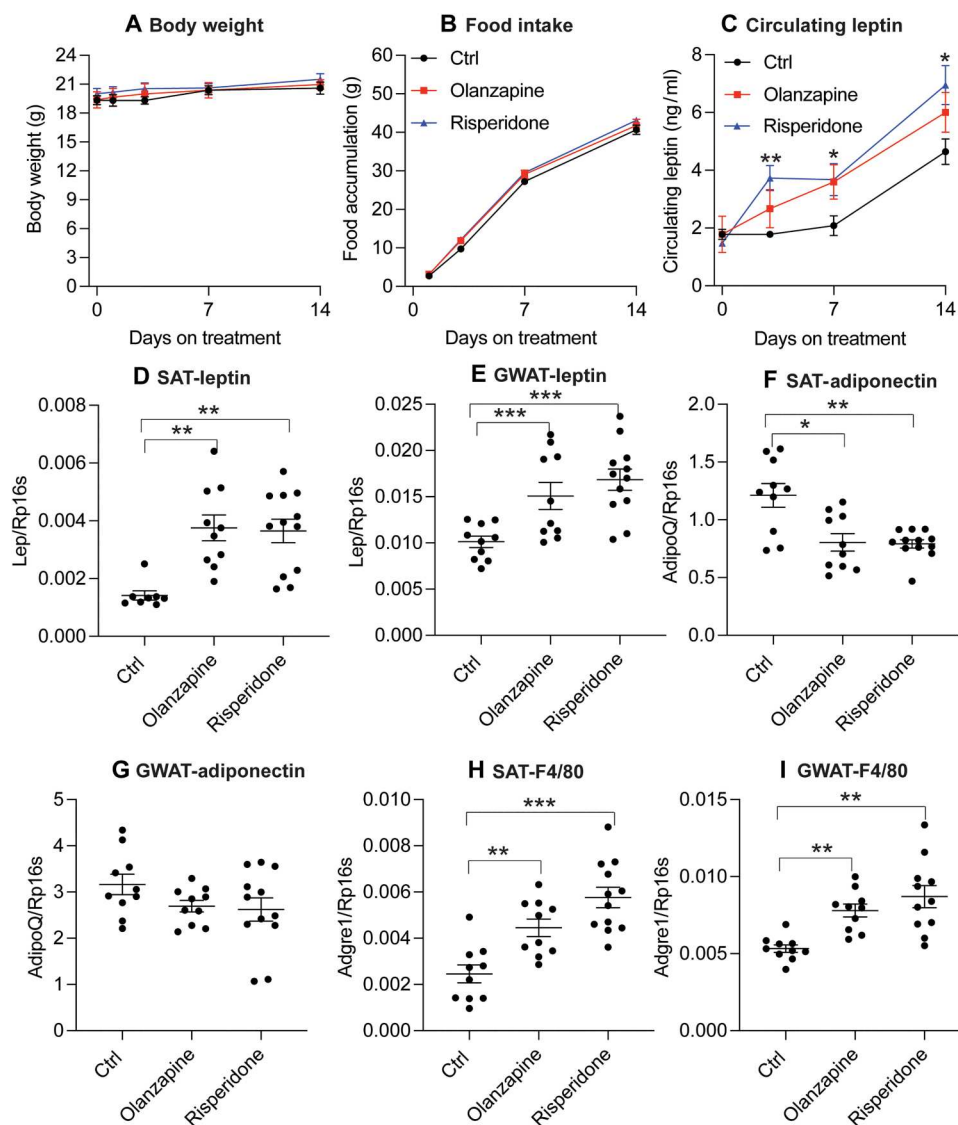 A Body weight
24
21
18
15
12
9
6
3
0
Body weight (g)
0 7 14
Days on treatment
B Food intake
60
50
40
30
20
10
0
Food accumulation (g)
Ctrl
Olanzapine
Risperidone
0 7 14
Days on treatment
C Circulating leptin
10
8
6
4
2
0
Circulating leptin (ng/ml)
Ctrl
Olanzapine
Risperidone
**
*
*
0 7 14
Days on treatment
D SAT-leptin
0.008
0.006
0.004
0.002
0.000
Lep/Rp16s
**
**
Ctrl
Olanzapine
Risperidone
E GWAT-leptin
0.025
0.020
0.015
0.010
0.005
0.000
Lep/Rp16s
***
***
Ctrl
Olanzapine
Risperidone
F SAT-adiponectin
2.0
1.5
1.0
0.5
0.0
AdipoQ/Rp16s
**
*
Ctrl
Olanzapine
Risperidone
G GWAT-adiponectin
5
4
3
2
1
0
AdipoQ/Rp16s
Ctrl
Olanzapine
Risperidone
H SAT-F4/80
0.010
0.008
0.006
0.004
0.002
0.000
Adgre1/Rp16s
***
**
Ctrl
Olanzapine
Risperidone
I GWAT-F4/80
0.015
0.010
0.005
0.000
Adgre1/Rp16s
**
**
Ctrl
Olanzapine
Risperidone